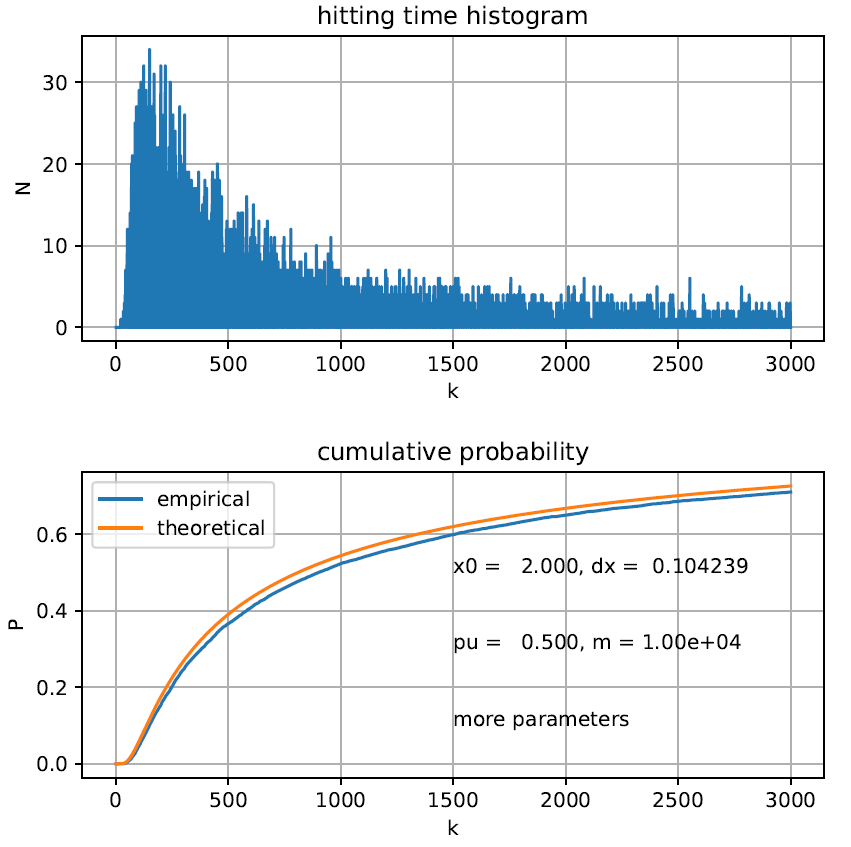 hitting time histogram
30
20
10
0
N
0 500 1000 1500 2000 2500 3000
k
cumulative probability
empirical
theoretical
0.6
0.4
0.2
0.0
P
x0 =   2.000, dx =  0.104239
pu =   0.500, m = 1.00e+04
more parameters
0 500 1000 1500 2000 2500 3000
k